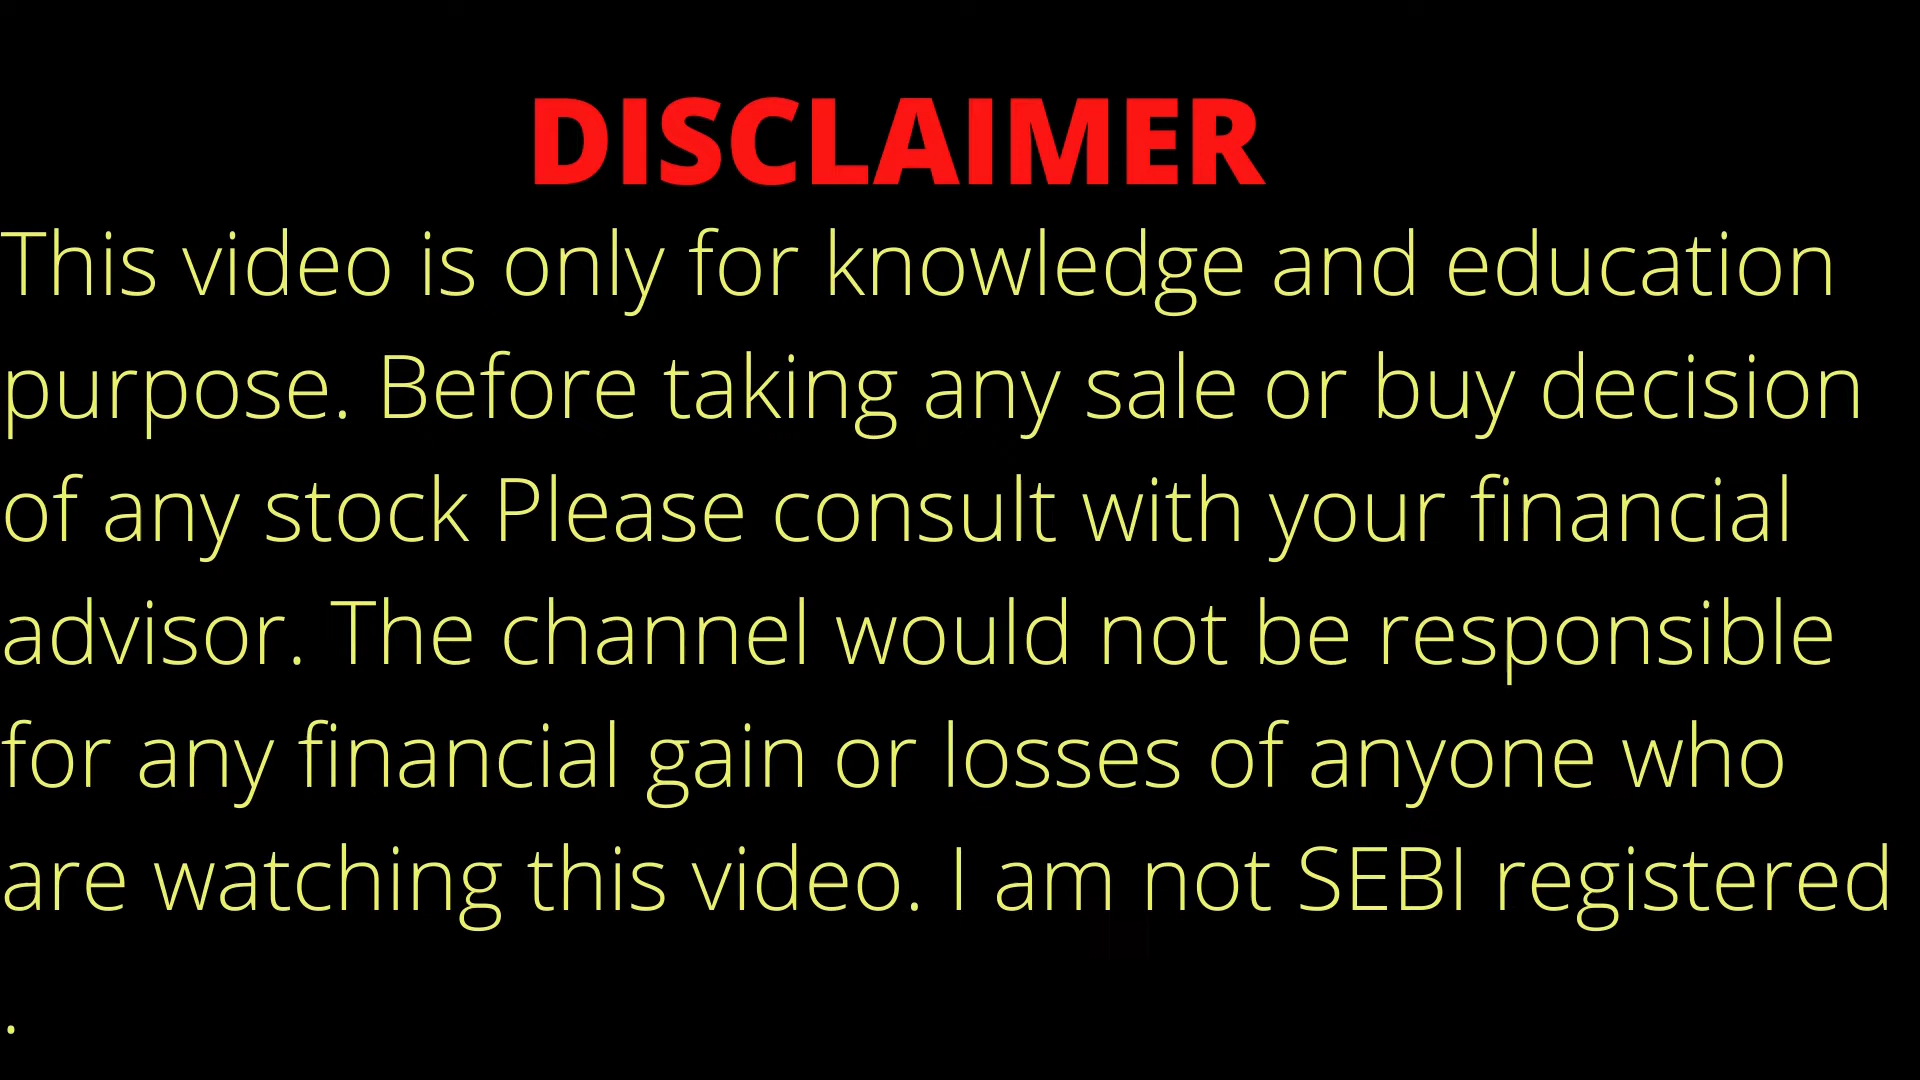 DISCLAIMER
This video is only for knowledge and education
purpose. Before taking any sale or buy decision
of any stock Please consult with your financial
advisor. The channel would not be responsible
for any financial gain or losses of anyone who
are watching this video. I am not SEBI registered
.